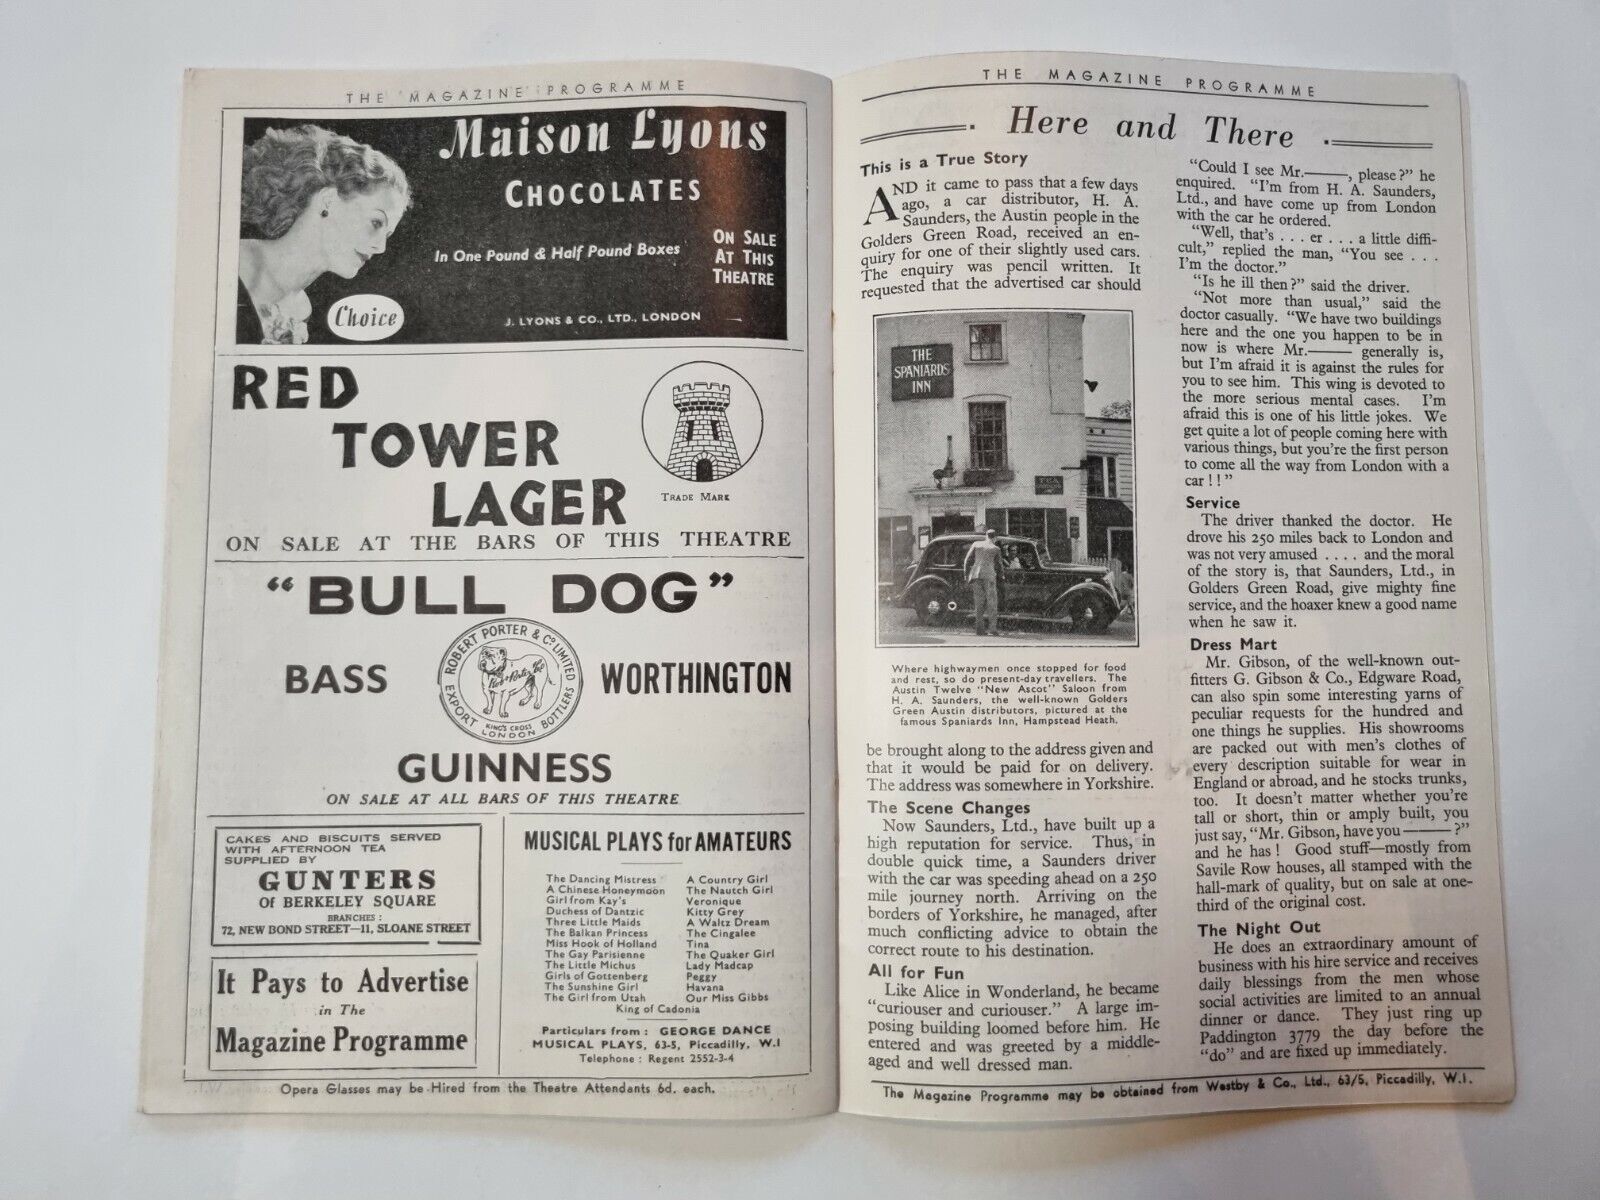 THE MAGAZINE PROGRAMME
Maison Lyons
CHOCOLATES
In One Pound & Half Pound Boxes
ON SALE
AT THIS
THEATRE
Choice
J. LYONS & CO., LTD., LONDON
RED
TOWER
LAGER
TRADE MARK
ON SALE AT THE BARS OF THIS THEATRE
"BULL DOG"
BASS
ROBERT PORTER & CO. LIMITED
EXPORT BOTTLERS
KING'S CROSS
LONDON
WORTHINGTON
GUINNESS
ON SALE AT ALL BARS OF THIS THEATRE
CAKES AND BISCUITS SERVED
WITH AFTERNOON TEA
SUPPLIED BY
GUNTERS
OF BERKELEY SQUARE
BRANCHES :
72, NEW BOND STREET—11, SLOANE STREET
It Pays to Advertise
in The
Magazine Programme
MUSICAL PLAYS for AMATEURS
The Dancing Mistress
A Chinese Honeymoon
Girl from Kay's
Duchess of Dantzic
Three Little Maids
The Balkan Princess
Miss Hook of Holland
The Gay Parisienne
The Little Michus
Girls of Gottenberg
The Sunshine Girl
The Girl from Utah
A Country Girl
The Nautch Girl
Veronique
Kitty Grey
A Waltz Dream
The Cingalee
Tina
The Quaker Girl
Lady Madcap
Peggy
Havana
Our Miss Gibbs
King of Cadonia
Particulars from : GEORGE DANCE
MUSICAL PLAYS, 63-5, Piccadilly, W.1
Telephone : Regent 2552-3-4
Opera Glasses may be Hired from the Theatre Attendants 6d. each.
THE MAGAZINE PROGRAMME
Here and There
This is a True Story
AND it came to pass that a few days
ago, a car distributor, H. A.
Saunders, the Austin people in the
Golders Green Road, received an en-
quiry for one of their slightly used cars.
The enquiry was pencil written. It
requested that the advertised car should
THE
SPANIARDS
INN
TEA
Where highwaymen once stopped for food
and rest, so do present-day travellers. The
Austin Twelve "New Ascot" Saloon from
H. A. Saunders, the well-known Golders
Green Austin distributors, pictured at the
famous Spaniards Inn, Hampstead Heath.
be brought along to the address given and
that it would be paid for on delivery.
The address was somewhere in Yorkshire.
The Scene Changes
Now Saunders, Ltd., have built up a
high reputation for service. Thus, in
double quick time, a Saunders driver
with the car was speeding ahead on a 250
mile journey north. Arriving on the
borders of Yorkshire, he managed, after
much conflicting advice to obtain the
correct route to his destination.
All for Fun
Like Alice in Wonderland, he became
"curiouser and curiouser." A large im-
posing building loomed before him. He
entered and was greeted by a middle-
aged and well dressed man.
"Could I see Mr.——, please?" he
enquired. "I'm from H. A. Saunders,
Ltd., and have come up from London
with the car he ordered.
"Well, that's . . . er . . . a little diffi-
cult," replied the man, "You see . . .
I'm the doctor."
"Is he ill then?" said the driver.
"Not more than usual," said the
doctor casually. "We have two buildings
here and the one you happen to be in
now is where Mr.—— generally is,
but I'm afraid it is against the rules for
you to see him. This wing is devoted to
the more serious mental cases. I'm
afraid this is one of his little jokes. We
get quite a lot of people coming here with
various things, but you're the first person
to come all the way from London with a
car ! ! "
Service
The driver thanked the doctor. He
drove his 250 miles back to London and
was not very amused . . . . and the moral
of the story is, that Saunders, Ltd., in
Golders Green Road, give mighty fine
service, and the hoaxer knew a good name
when he saw it.
Dress Mart
Mr. Gibson, of the well-known out-
fitters G. Gibson & Co., Edgware Road,
can also spin some interesting yarns of
peculiar requests for the hundred and
one things he supplies. His showrooms
are packed out with men's clothes of
every description suitable for wear in
England or abroad, and he stocks trunks,
too. It doesn't matter whether you're
tall or short, thin or amply built, you
just say, "Mr. Gibson, have you ——?"
and he has ! Good stuff—mostly from
Savile Row houses, all stamped with the
hall-mark of quality, but on sale at one-
third of the original cost.
The Night Out
He does an extraordinary amount of
business with his hire service and receives
daily blessings from the men whose
social activities are limited to an annual
dinner or dance. They just ring up
Paddington 3779 the day before the
"do" and are fixed up immediately.
The Magazine Programme may be obtained from Westby & Co., Ltd., 63/5, Piccadilly, W.1.